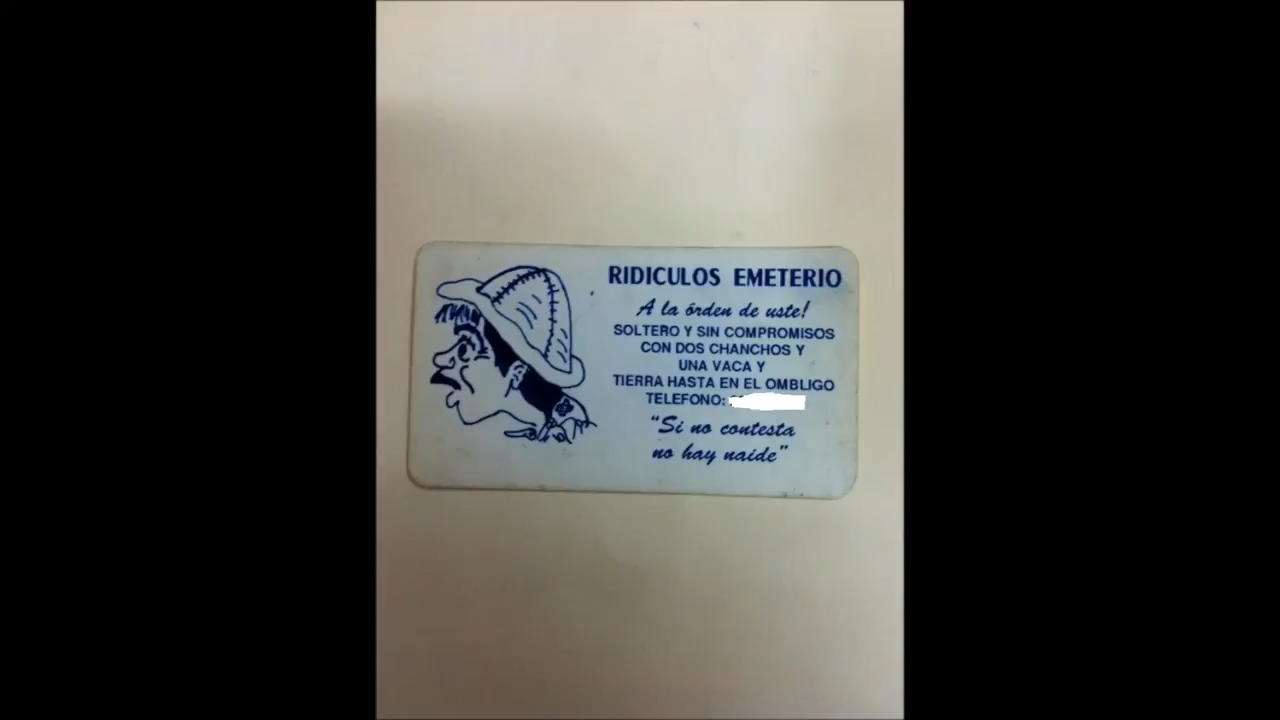 RIDICULOS EMETERIO
A la órden de uste!
SOLTERO Y SIN COMPROMISOS
CON DOS CHANCHOS Y
UNA VACA Y
TIERRA HASTA EN EL OMBLIGO
TELEFONO:
"Si no contesta
no hay naide"